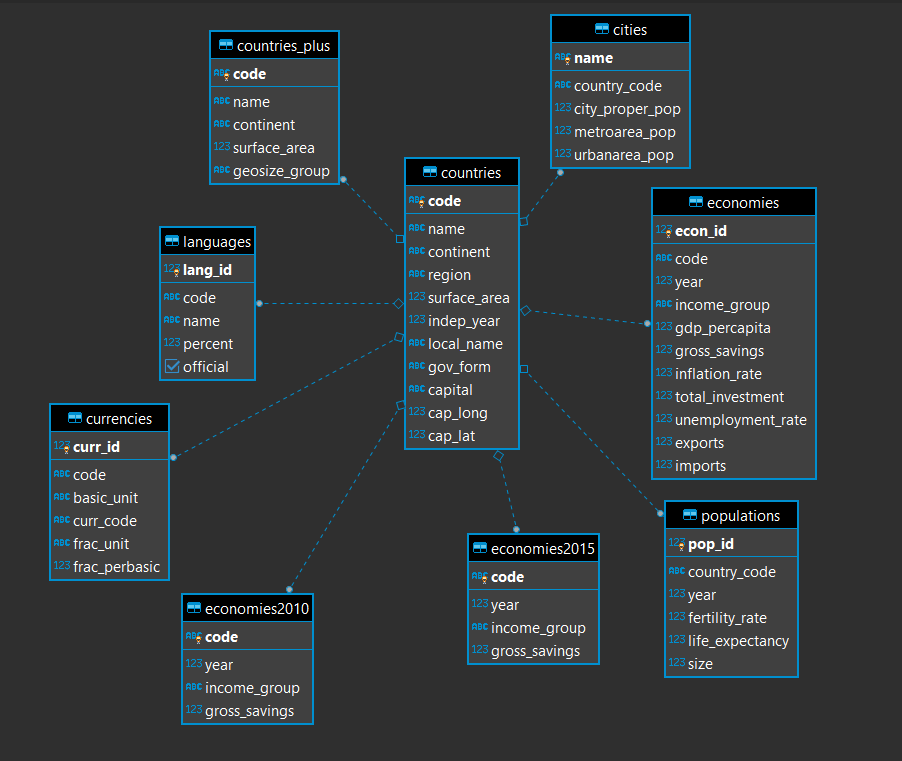 countries_plus
ABC code
ABC name
ABC continent
123 surface_area
ABC geosize_group
cities
ABC name
ABC country_code
123 city_proper_pop
123 metroarea_pop
123 urbanarea_pop
countries
ABC code
ABC name
ABC continent
ABC region
123 surface_area
123 indep_year
ABC local_name
ABC gov_form
ABC capital
123 cap_long
123 cap_lat
economies
123 econ_id
ABC code
123 year
ABC income_group
123 gdp_percapita
123 gross_savings
123 inflation_rate
123 total_investment
123 unemployment_rate
123 exports
123 imports
languages
123 lang_id
ABC code
ABC name
123 percent
official
currencies
123 curr_id
ABC code
ABC basic_unit
ABC curr_code
ABC frac_unit
123 frac_perbasic
populations
123 pop_id
ABC country_code
123 year
123 fertility_rate
123 life_expectancy
123 size
economies2015
ABC code
123 year
ABC income_group
123 gross_savings
economies2010
ABC code
123 year
ABC income_group
123 gross_savings